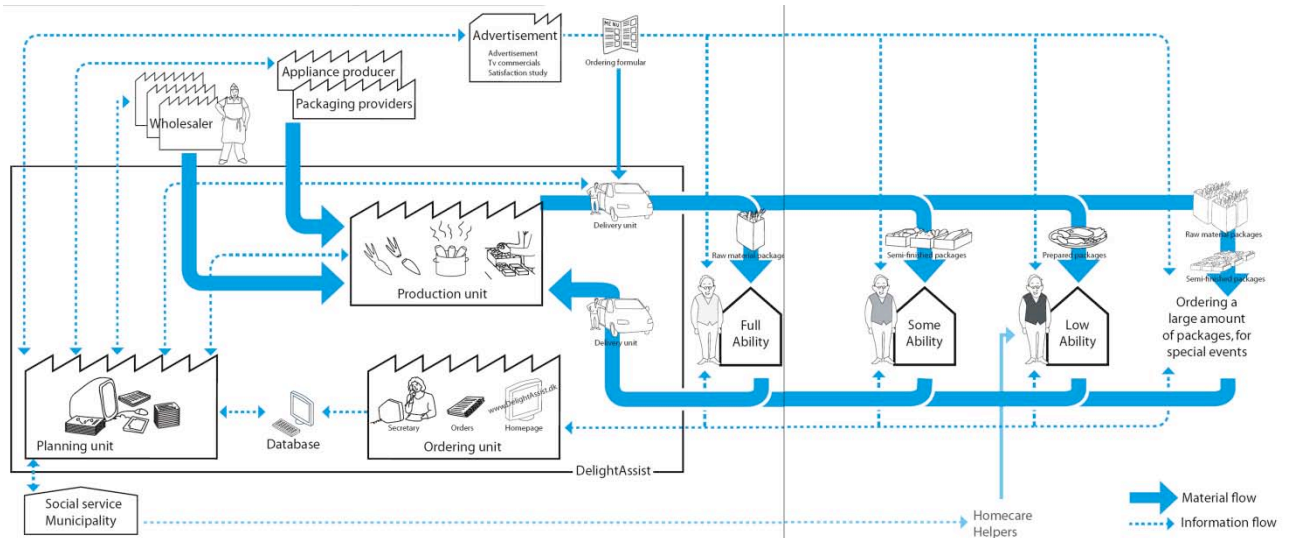 Advertisement
Advertisement
Tv commercials
Satisfaction study
MENU
Ordering formular
Appliance producer
Packaging providers
Wholesaler
Delivery unit
Raw material package
Semi-finished packages
Prepared packages
Raw material packages
Semi-finished packages
Production unit
Delivery unit
Full
Ability
Some
Ability
Low
Ability
Ordering a
large amount
of packages, for
special events
Planning unit
Database
www.DelightAssist.dk
Secretary
Orders
Homepage
Ordering unit
DelightAssist
Social service
Municipality
Homecare
Helpers
Material flow
Information flow